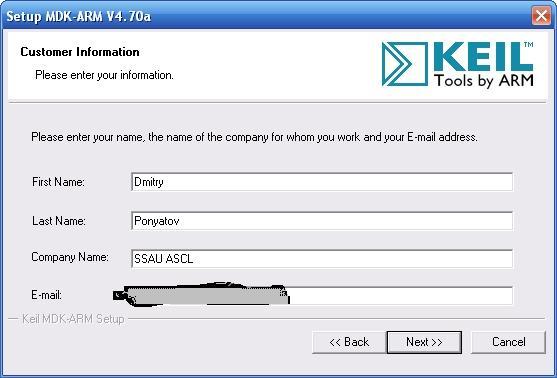 Setup MDK-ARM V4.70a
Customer Information
Please enter your information.
KEIL™
Tools by ARM
Please enter your name, the name of the company for whom you work and your E-mail address.
First Name: Dmitry
Last Name: Ponyatov
Company Name: SSAU ASCL
E-mail:
Keil MDK-ARM Setup
<< Back Next >> Cancel